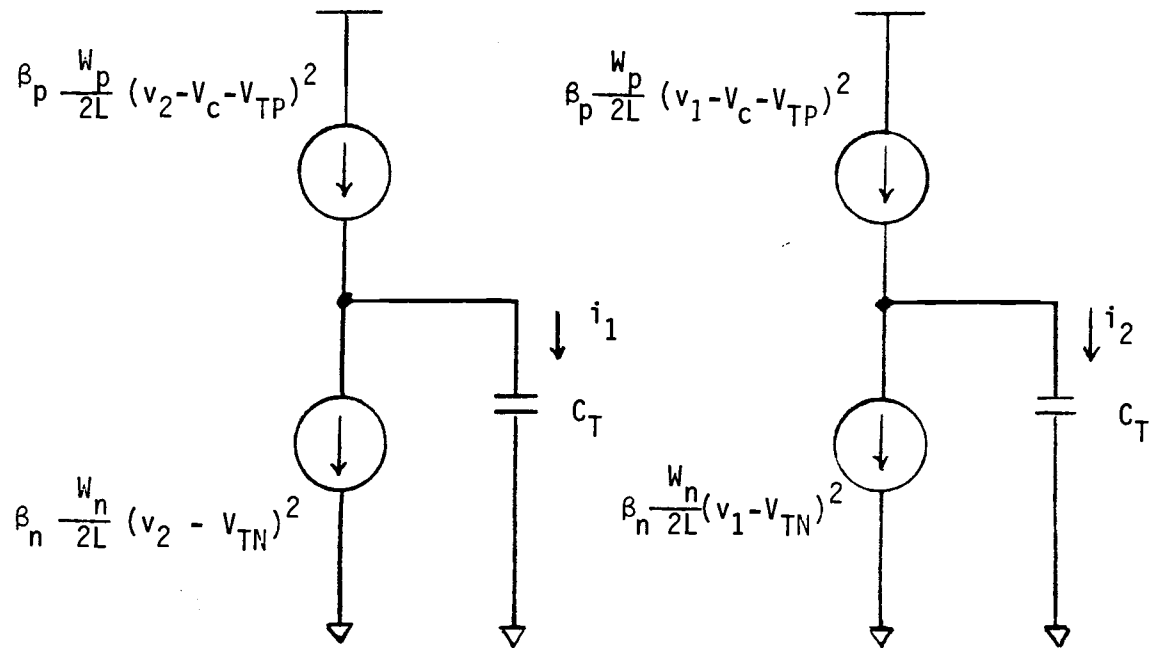 β_p W_p/2L (v_2-V_c-V_TP)^2
β_p W_p/2L (v_1-V_c-V_TP)^2
i_1
i_2
C_T
C_T
β_n W_n/2L (v_2 - V_TN)^2
β_n W_n/2L (v_1-V_TN)^2